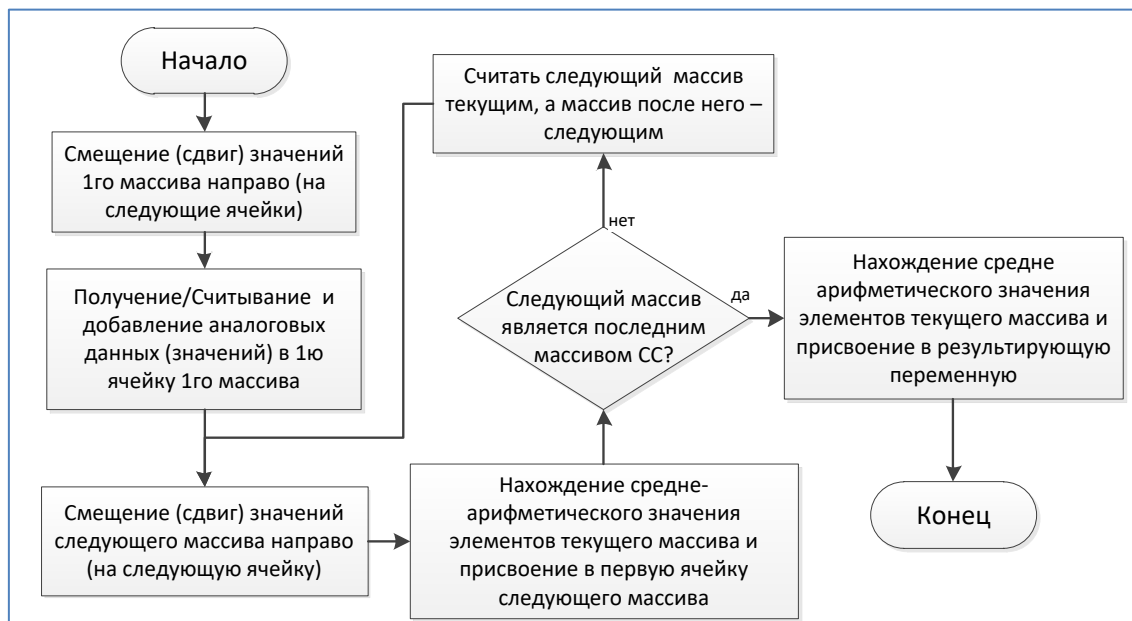 Начало
Смещение (сдвиг) значений
1го массива направо (на
следующие ячейки)
Получение/Считывание и
добавление аналоговых
данных (значений) в 1ю
ячейку 1го массива
Смещение (сдвиг) значений
следующего массива направо
(на следующую ячейку)
Нахождение средне-
арифметического значения
элементов текущего массива и
присвоение в первую ячейку
следующего массива
Следующий массив
является последним
массивом СС?
нет
Считать следующий массив
текущим, а массив после него –
следующим
да
Нахождение средне
арифметического значения
элементов текущего массива и
присвоение в результирующую
переменную
Конец